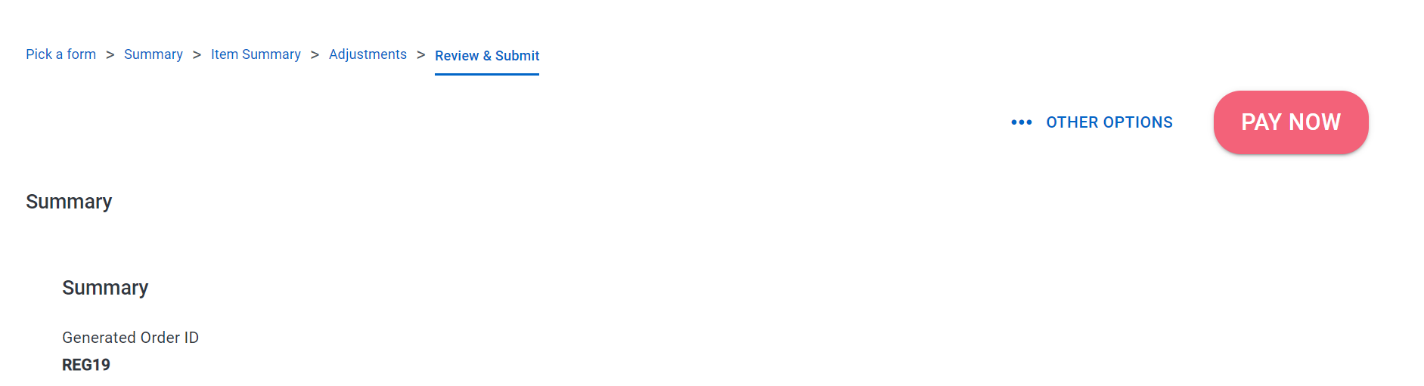 Pick a form > Summary > Item Summary > Adjustments > Review & Submit
••• OTHER OPTIONS PAY NOW
Summary
Summary
Generated Order ID
REG19